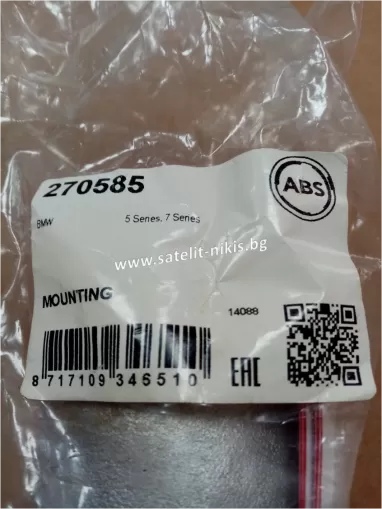 270585
ABS
BMW 5 Series, 7 Series
www.satelit-nikis.bg
MOUNTING
14088
8 717109 346510
EAC